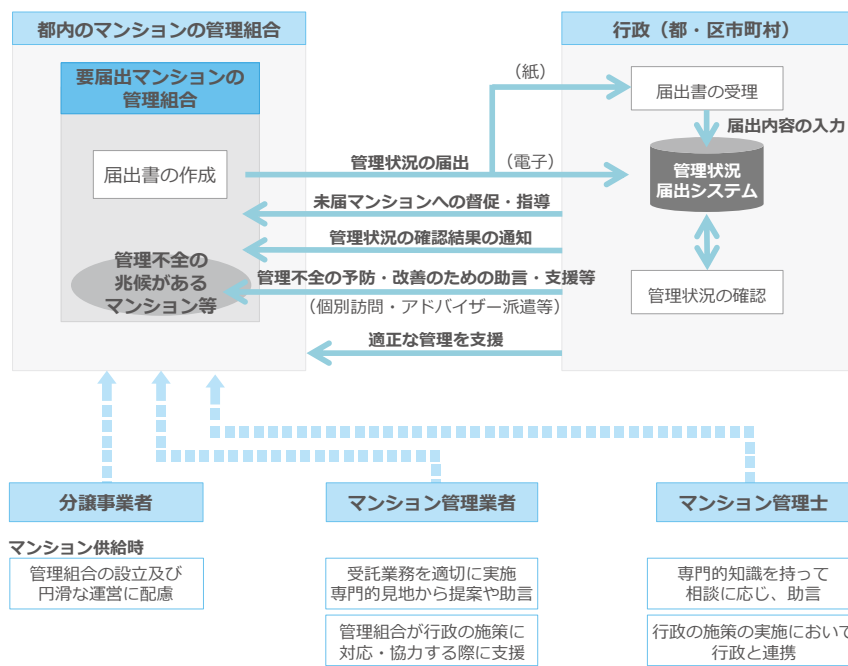 都内のマンションの管理組合
行政（都・区市町村）
要届出マンションの
管理組合
（紙）
届出書の受理
届出内容の入力
届出書の作成
管理状況の届出
（電子）
管理状況
届出システム
未届マンションへの督促・指導
管理状況の確認結果の通知
管理不全の
兆候がある
マンション等
管理不全の予防・改善のための助言・支援等
（個別訪問・アドバイザー派遣等）
管理状況の確認
適正な管理を支援
分譲事業者
マンション管理業者
マンション管理士
マンション供給時
管理組合の設立及び
円滑な運営に配慮
受託業務を適切に実施
専門的見地から提案や助言
専門的知識を持って
相談に応じ、助言
管理組合が行政の施策に
対応・協力する際に支援
行政の施策の実施において
行政と連携